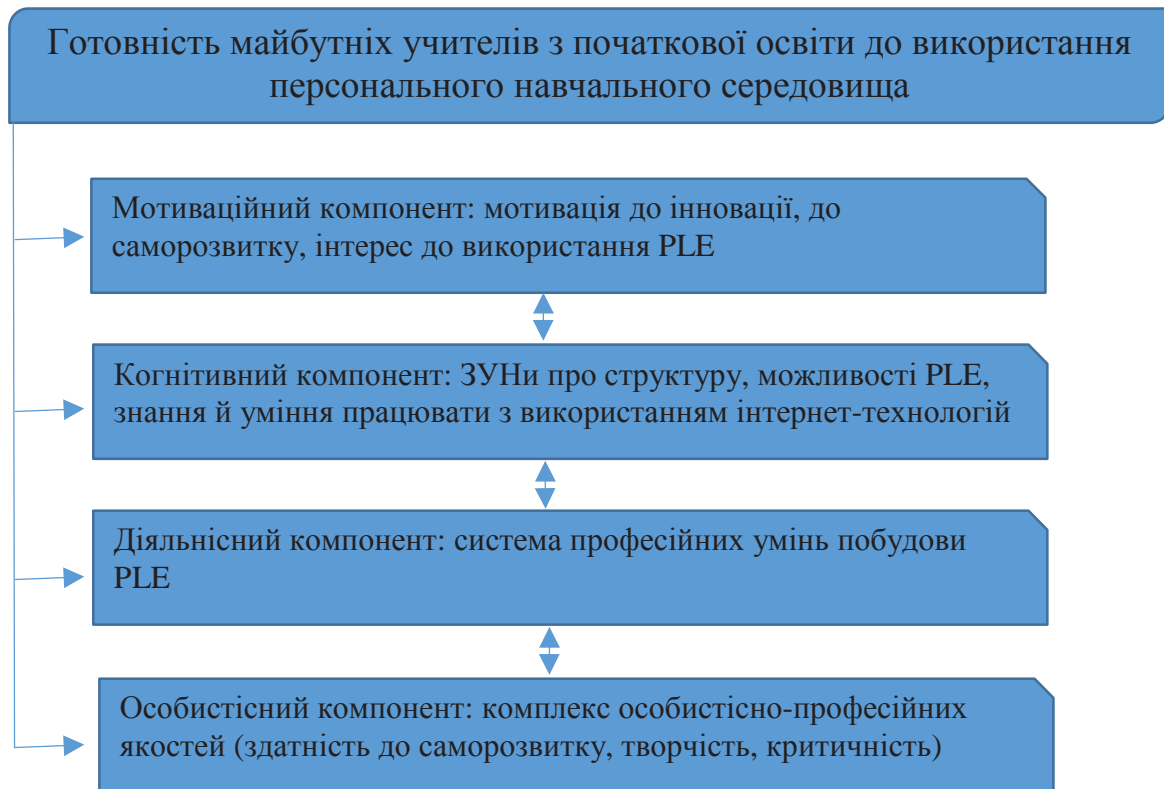 Готовність майбутніх учителів з початкової освіти до використання
персонального навчального середовища
Мотиваційний компонент: мотивація до інновації, до
саморозвитку, інтерес до використання PLE
Когнітивний компонент: ЗУНи про структуру, можливості PLE,
знання й уміння працювати з використанням інтернет-технологій
Діяльнісний компонент: система професійних умінь побудови
PLE
Особистісний компонент: комплекс особистісно-професійних
якостей (здатність до саморозвитку, творчість, критичність)